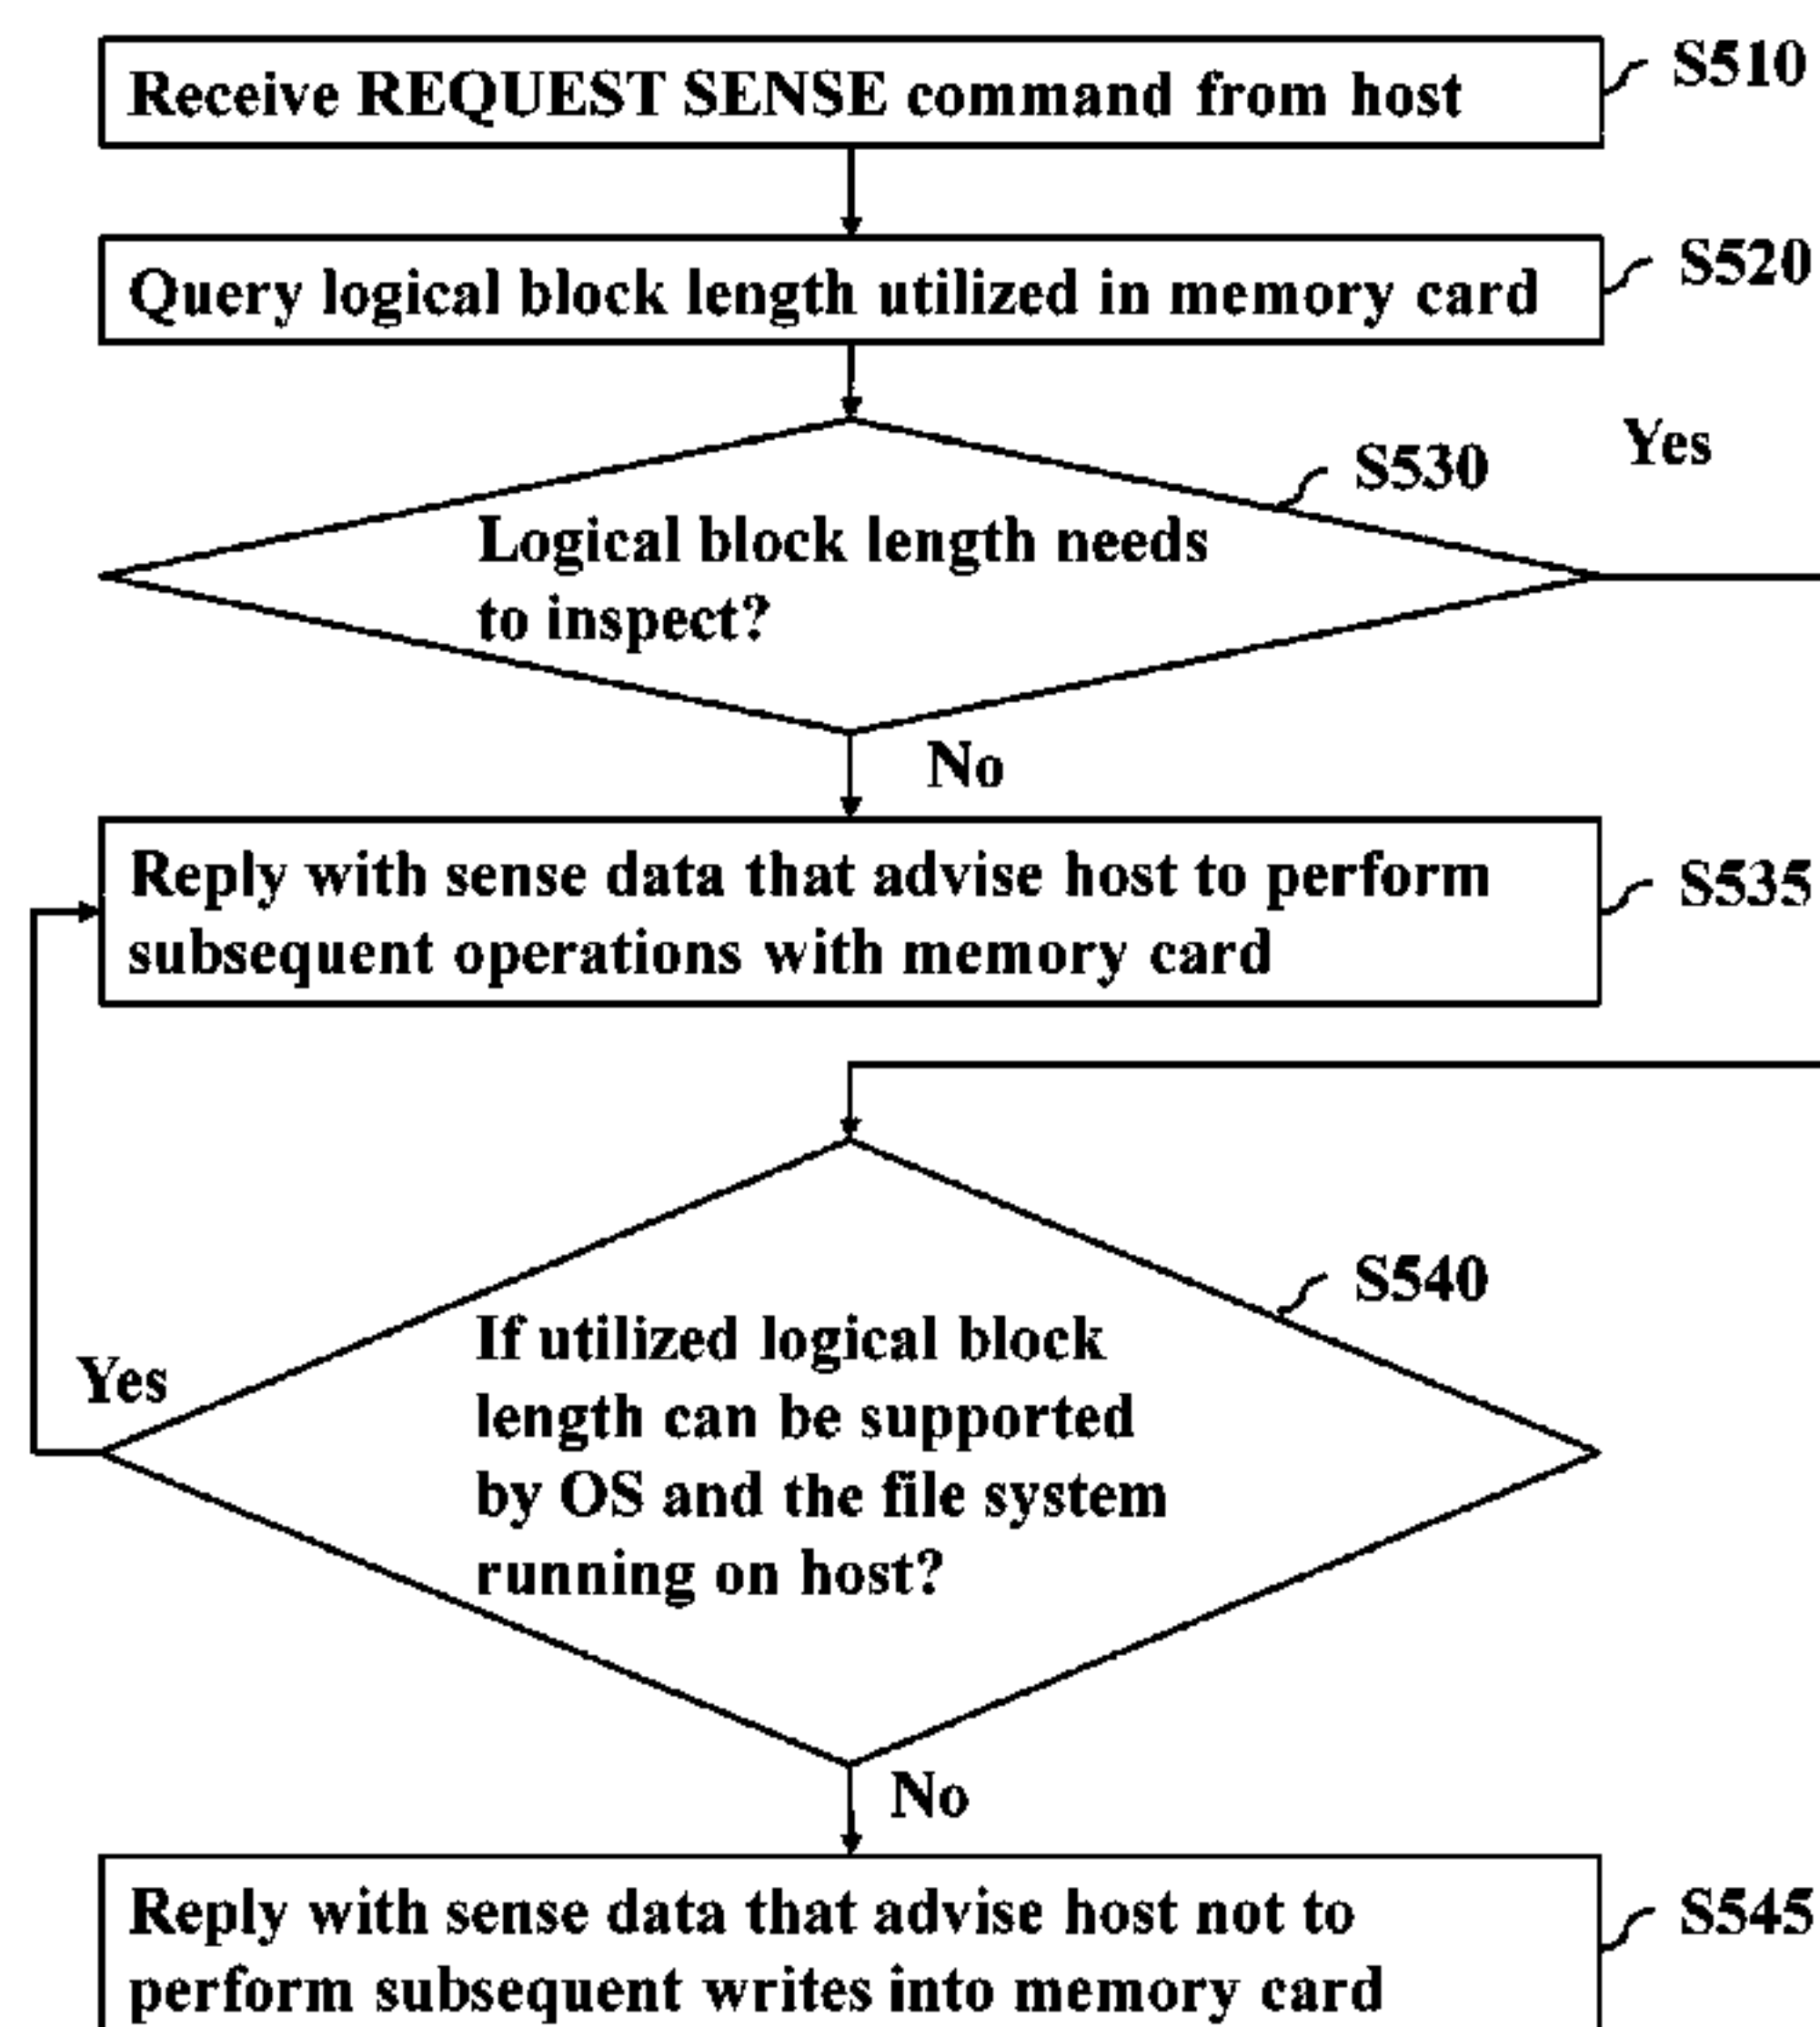 Receive REQUEST SENSE command from host
S510
Query logical block length utilized in memory card
S520
S530
Yes
Logical block length needs
to inspect?
No
Reply with sense data that advise host to perform
subsequent operations with memory card
S535
S540
If utilized logical block
length can be supported
by OS and the file system
running on host?
Yes
No
Reply with sense data that advise host not to
perform subsequent writes into memory card
S545